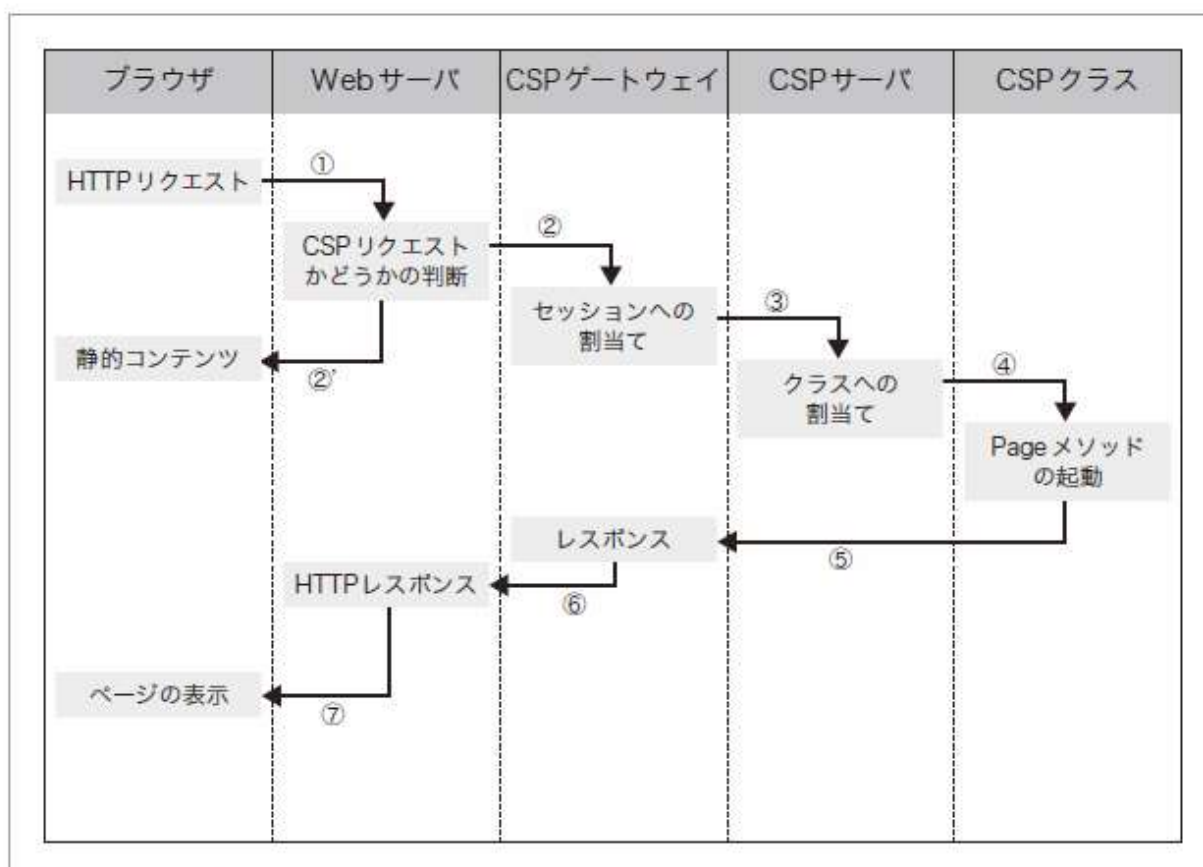 ブラウザ
Webサーバ
CSPゲートウェイ
CSPサーバ
CSPクラス
HTTPリクエスト
①
CSPリクエスト
かどうかの判断
②
セッションへの
割当て
③
静的コンテンツ
②'
クラスへの
割当て
④
Pageメソッド
の起動
レスポンス
⑤
HTTPレスポンス
⑥
ページの表示
⑦